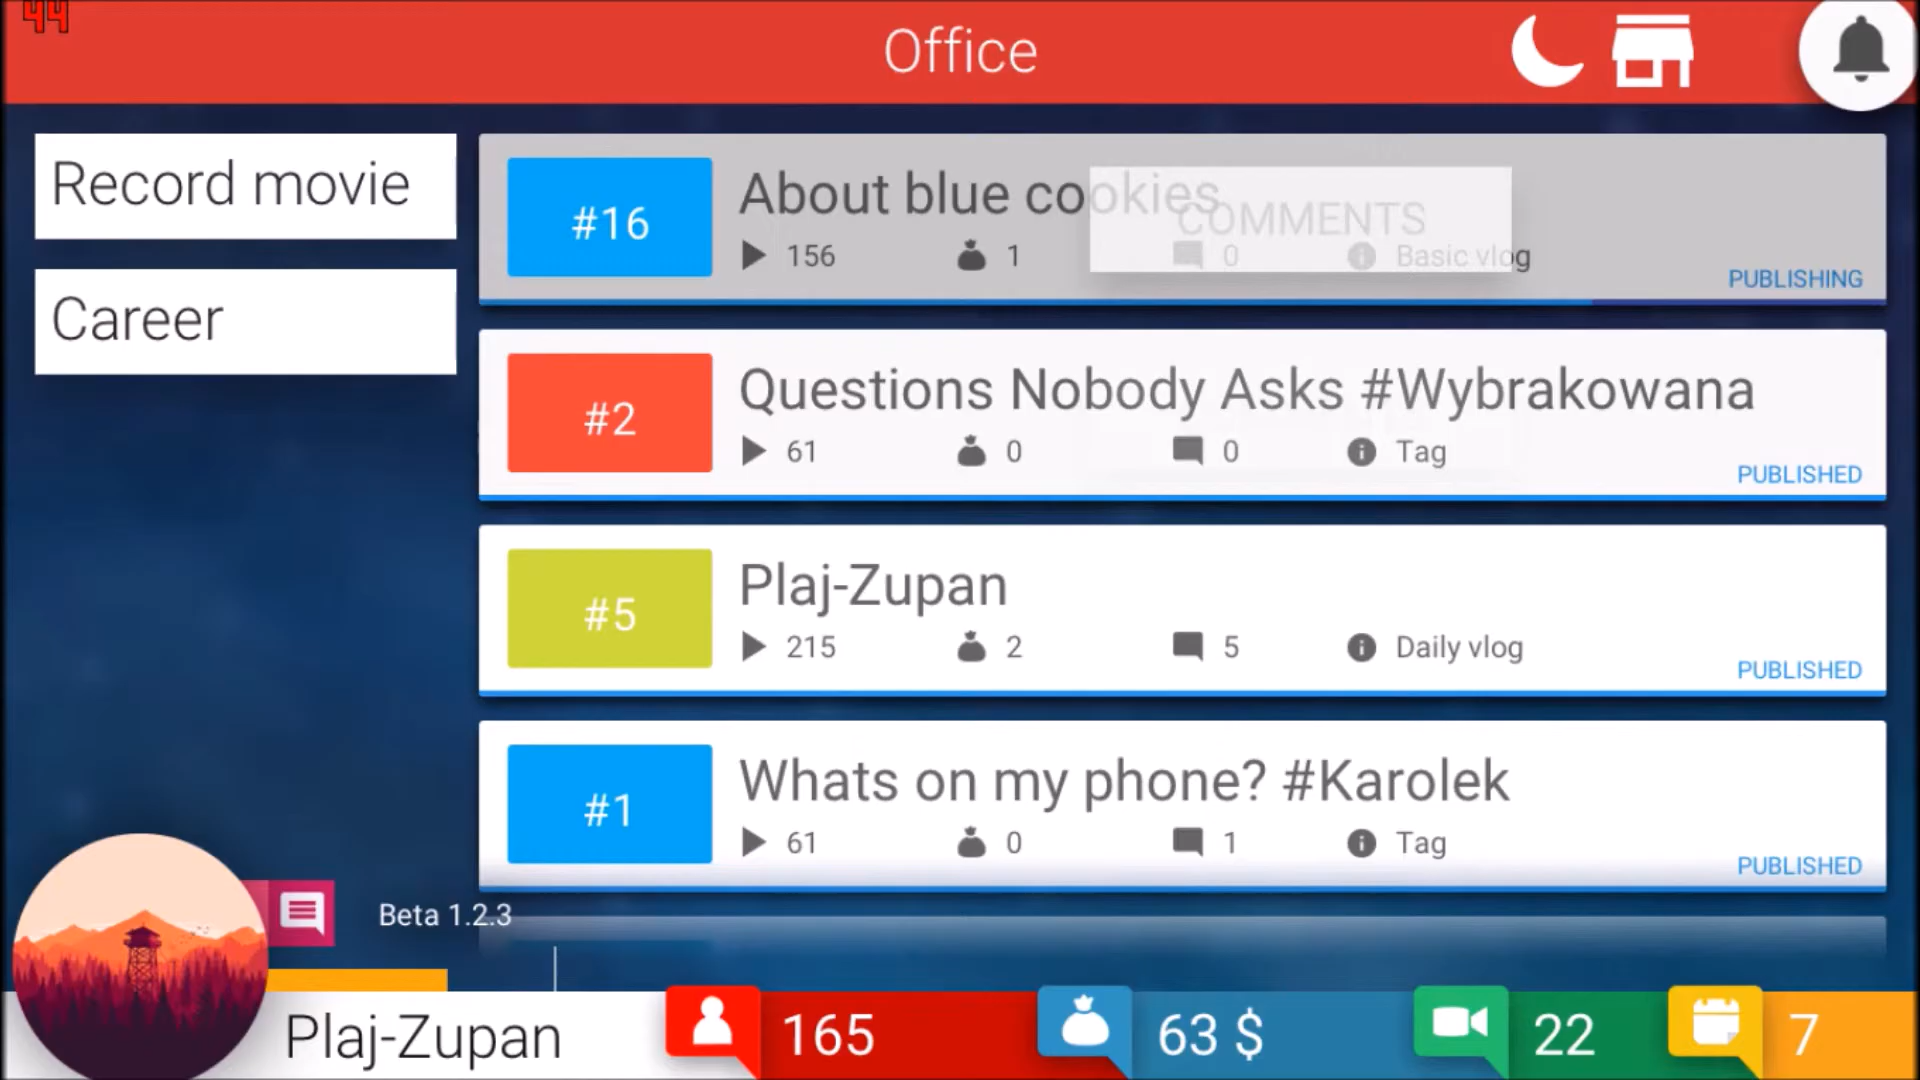 44
Office
Record movie
Career
#16
About blue cookies
COMMENTS
156 1 0 Basic vlog
PUBLISHING
#2
Questions Nobody Asks #Wybrakowana
61 0 0 Tag
PUBLISHED
#5
Plaj-Zupan
215 2 5 Daily vlog
PUBLISHED
#1
Whats on my phone? #Karolek
61 0 1 Tag
PUBLISHED
Beta 1.2.3
Plaj-Zupan
165
63 $
22
7